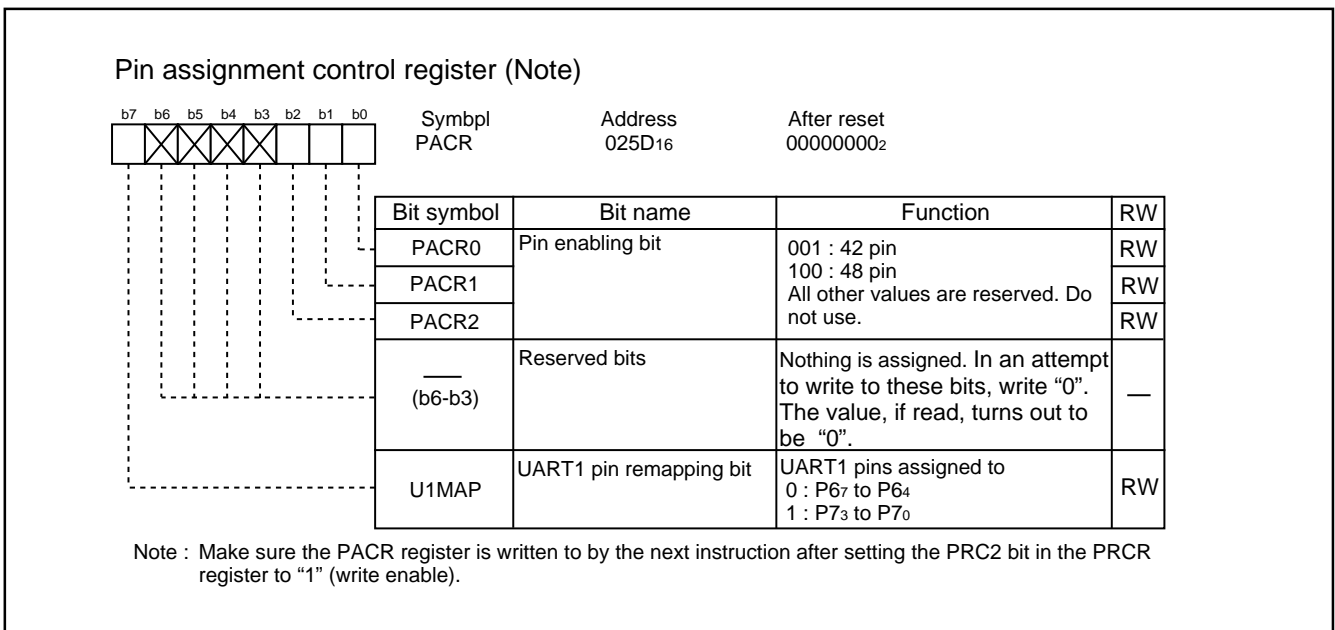 Pin assignment control register (Note)
b7 b6 b5 b4 b3 b2 b1 b0
Symbpl Address After reset
PACR 025D16 000000002
Bit symbol Bit name Function RW
PACR0 Pin enabling bit 001 : 42 pin RW
100 : 48 pin
PACR1 All other values are reserved. Do RW
PACR2 not use. RW
Reserved bits Nothing is assigned. In an attempt
(b6-b3) to write to these bits, write “0”. —
The value, if read, turns out to
be “0”.
UART1 pin remapping bit UART1 pins assigned to
U1MAP 0 : P67 to P64 RW
1 : P73 to P70
Note : Make sure the PACR register is written to by the next instruction after setting the PRC2 bit in the PRCR
register to “1” (write enable).